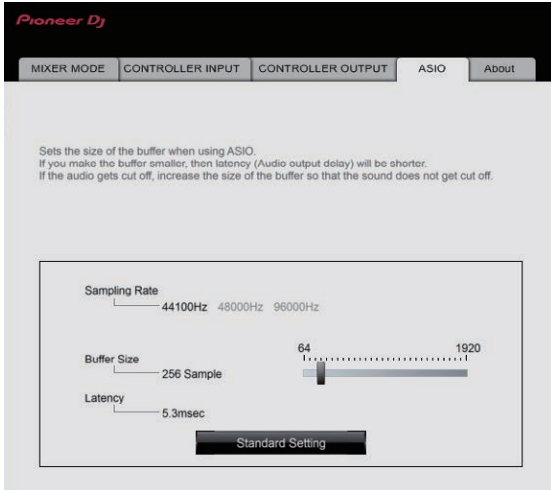 Pioneer Dj
MIXER MODE CONTROLLER INPUT CONTROLLER OUTPUT ASIO About
Sets the size of the buffer when using ASIO.
If you make the buffer smaller, then latency (Audio output delay) will be shorter.
If the audio gets cut off, increase the size of the buffer so that the sound does not get cut off.
Sampling Rate
44100Hz 48000Hz 96000Hz
64 1920
Buffer Size
256 Sample
Latency
5.3msec
Standard Setting